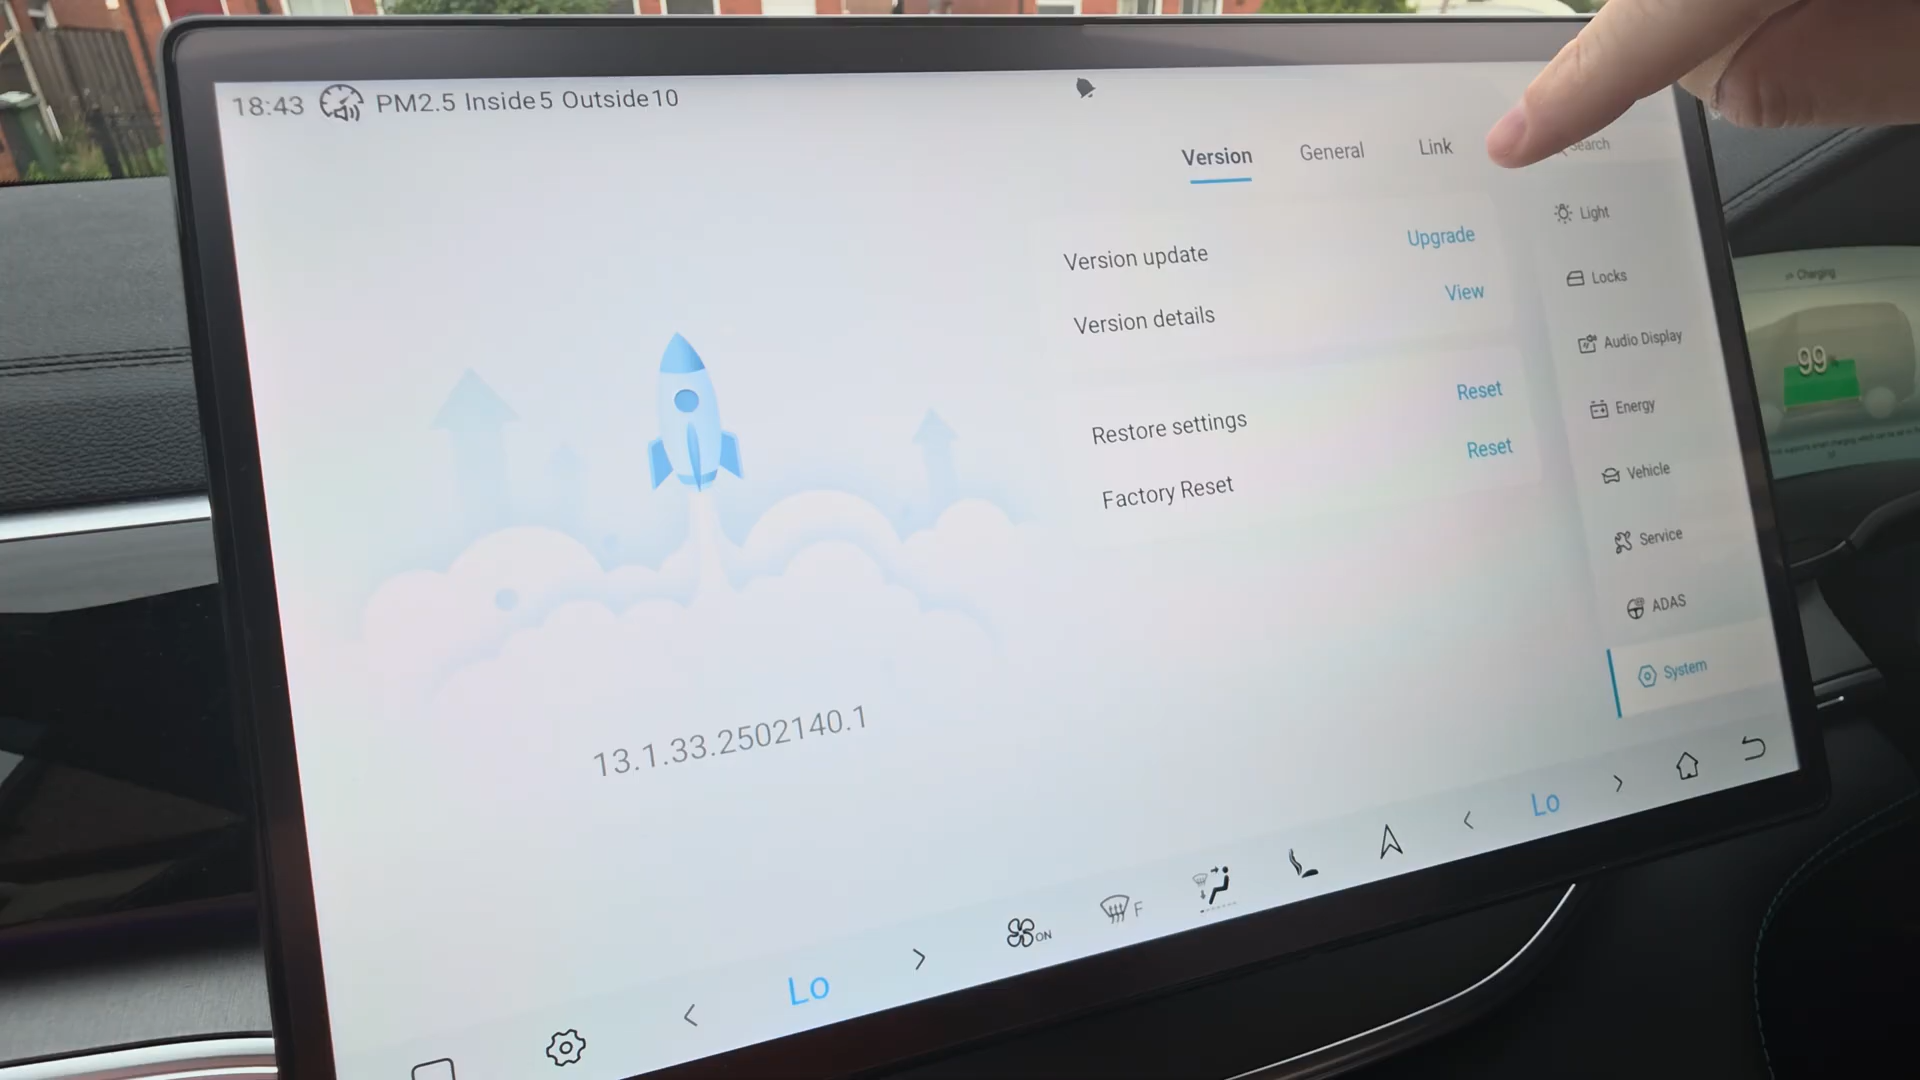 18:43 PM2.5 Inside 5 Outside 10
Version General Link
Search
Version update Upgrade
Version details View
Restore settings Reset
Factory Reset Reset
Light
Locks
Audio Display
Energy
Vehicle
Service
ADAS
System
13.1.33.2502140.1
< Lo > ON F < Lo >
Charging
99